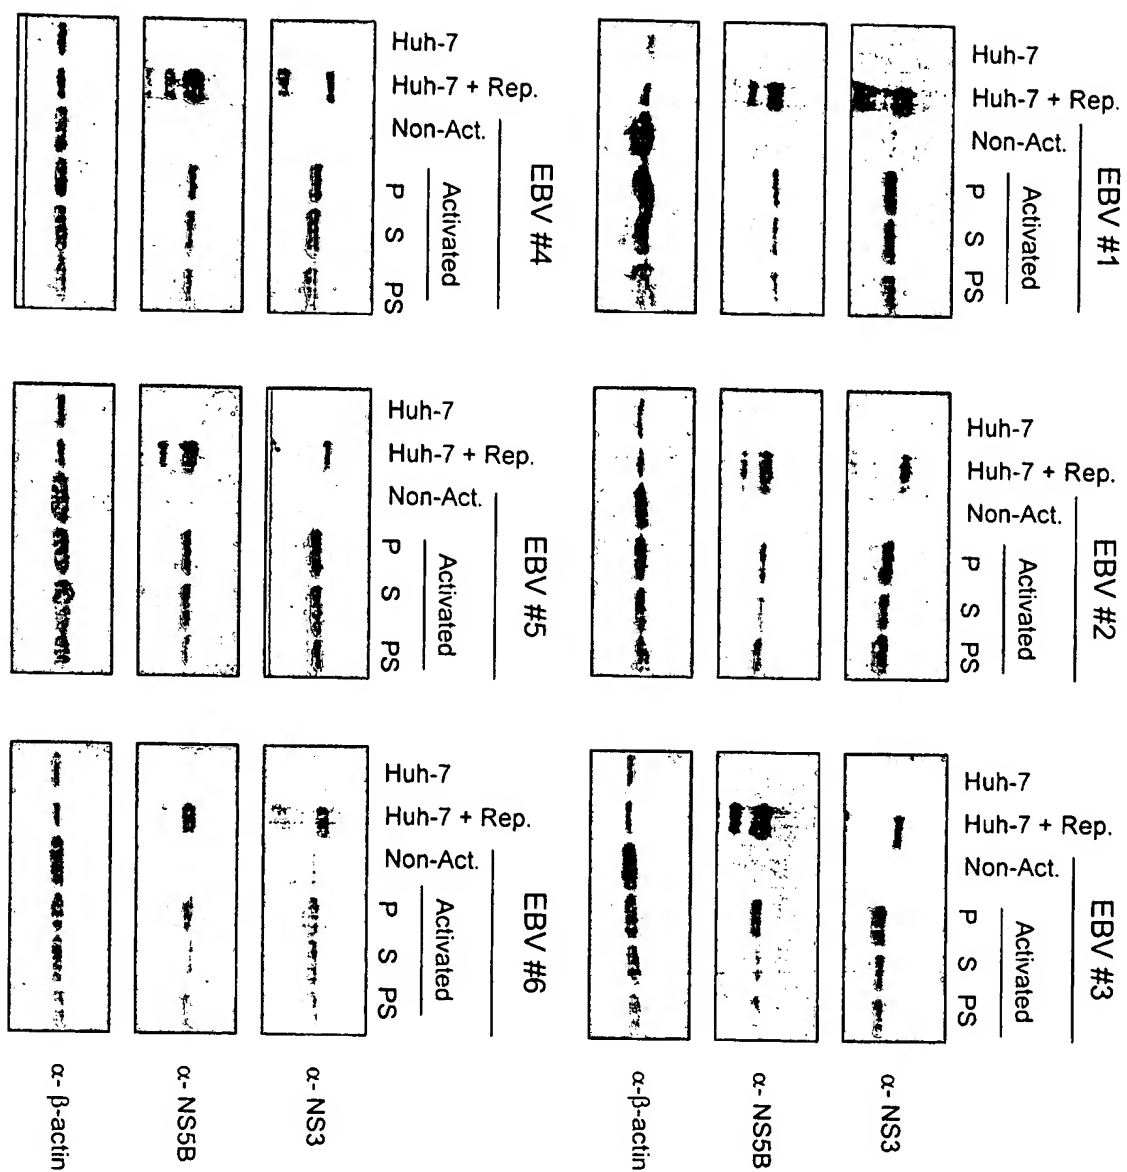 EBV #1
Activated
Huh-7
Huh-7 + Rep.
Non-Act.
P
S
PS
EBV #2
Activated
Huh-7
Huh-7 + Rep.
Non-Act.
P
S
PS
EBV #3
Activated
Huh-7
Huh-7 + Rep.
Non-Act.
P
S
PS
α- NS3
α- NS5B
α-β-actin
EBV #4
Activated
Huh-7
Huh-7 + Rep.
Non-Act.
P
S
PS
EBV #5
Activated
Huh-7
Huh-7 + Rep.
Non-Act.
P
S
PS
EBV #6
Activated
Huh-7
Huh-7 + Rep.
Non-Act.
P
S
PS
α- NS3
α- NS5B
α- β-actin